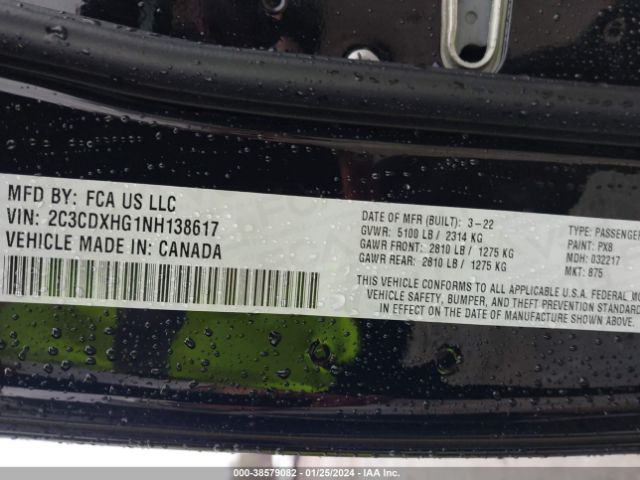 MFD BY: FCA US LLC
VIN: 2C3CDXHG1NH138617
VEHICLE MADE IN: CANADA
DATE OF MFR (BUILT): 3-22
GVWR: 5100 LB / 2314 KG
GAWR FRONT: 2810 LB / 1275 KG
GAWR REAR: 2810 LB / 1275 KG
TYPE: PASSENGER
PAINT: PX8
MDH: 032217
MKT: 875
THIS VEHICLE CONFORMS TO ALL APPLICABLE U.S.A. FEDERAL MO
VEHICLE SAFETY, BUMPER, AND THEFT PREVENTION STANDARDS
IN EFFECT ON THE DATE OF MANUFACTURE SHOWN ABOVE
000-38579082 / 01/25/2024 / IAA Holdings, LLC